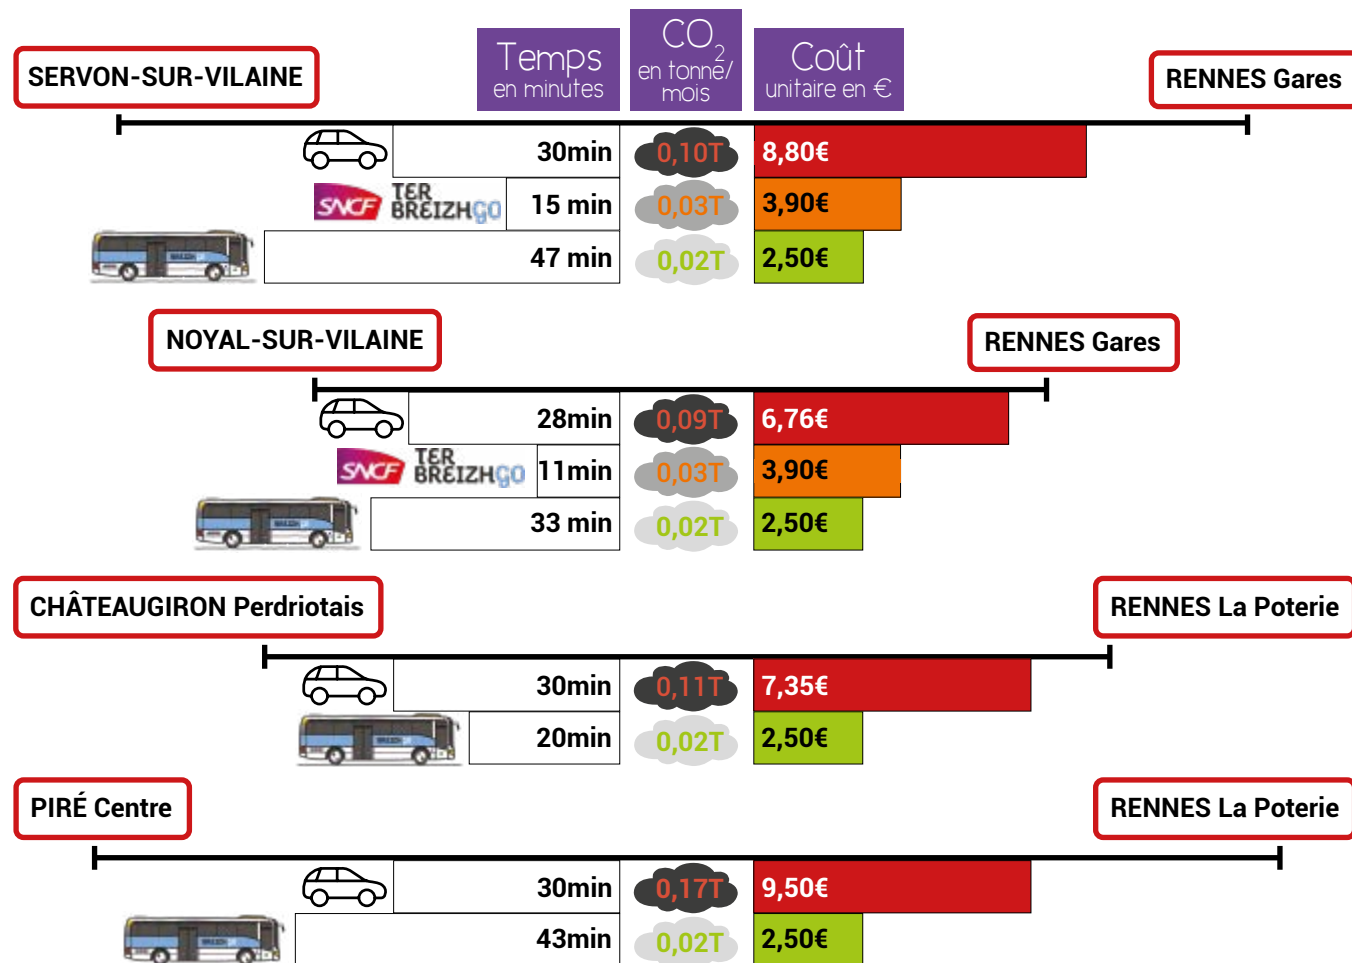 Temps
en minutes
CO2
en tonne/
mois
Coût
unitaire en €
SERVON-SUR-VILAINE
RENNES Gares
30min
0,10T
8,80€
SNCF
TER
BREIZHGO
15 min
0,03T
3,90€
47 min
0,02T
2,50€
NOYAL-SUR-VILAINE
RENNES Gares
28min
0,09T
6,76€
SNCF
TER
BREIZHGO
11min
0,03T
3,90€
33 min
0,02T
2,50€
CHÂTEAUGIRON Perdriotais
RENNES La Poterie
30min
0,11T
7,35€
20min
0,02T
2,50€
PIRÉ Centre
RENNES La Poterie
30min
0,17T
9,50€
43min
0,02T
2,50€